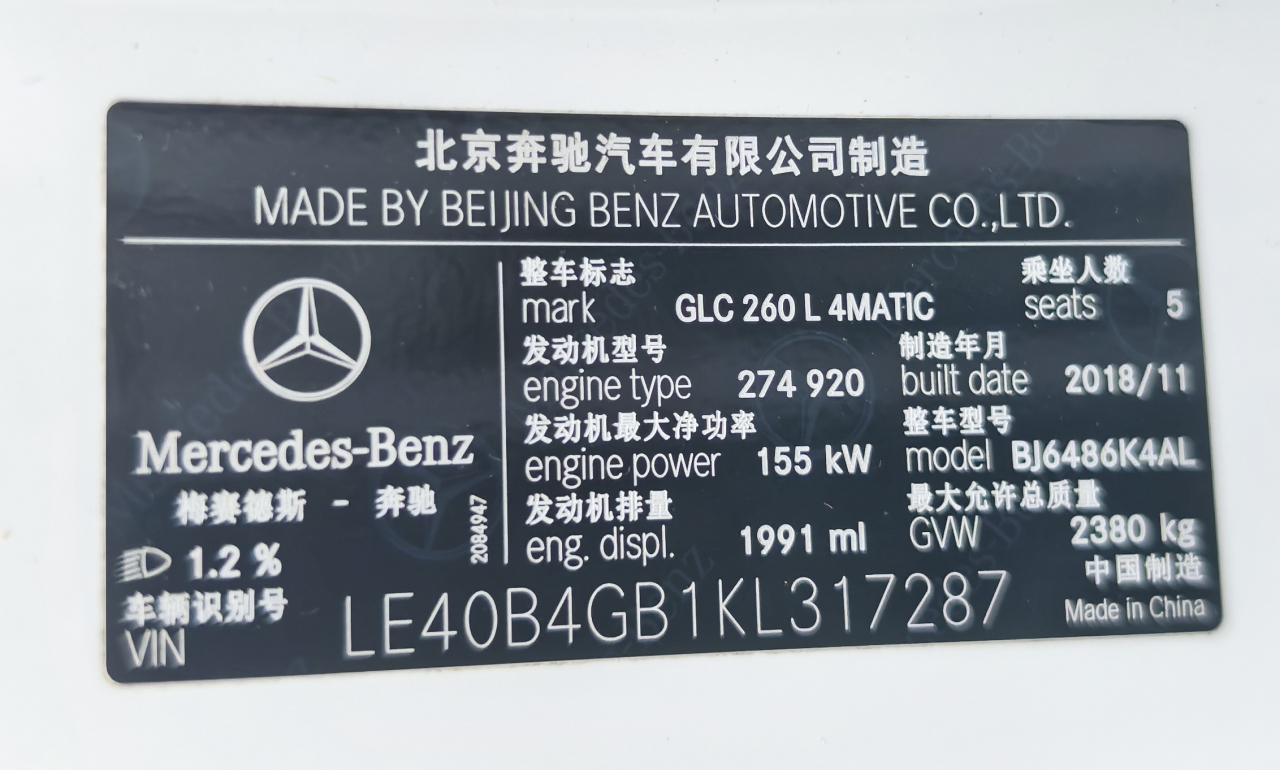 北京奔驰汽车有限公司制造
MADE BY BEIJING BENZ AUTOMOTIVE CO.,LTD.
Mercedes-Benz
梅赛德斯 - 奔驰
1.2 %
2084947
整车标志 乘坐人数
mark GLC 260 L 4MATIC seats 5
发动机型号 制造年月
engine type 274 920 built date 2018/11
发动机最大净功率 整车型号
engine power 155 kW model BJ6486K4AL
发动机排量 最大允许总质量
eng. displ. 1991 ml GVW 2380 kg
中国制造
Made in China
车辆识别号
VIN LE40B4GB1KL317287